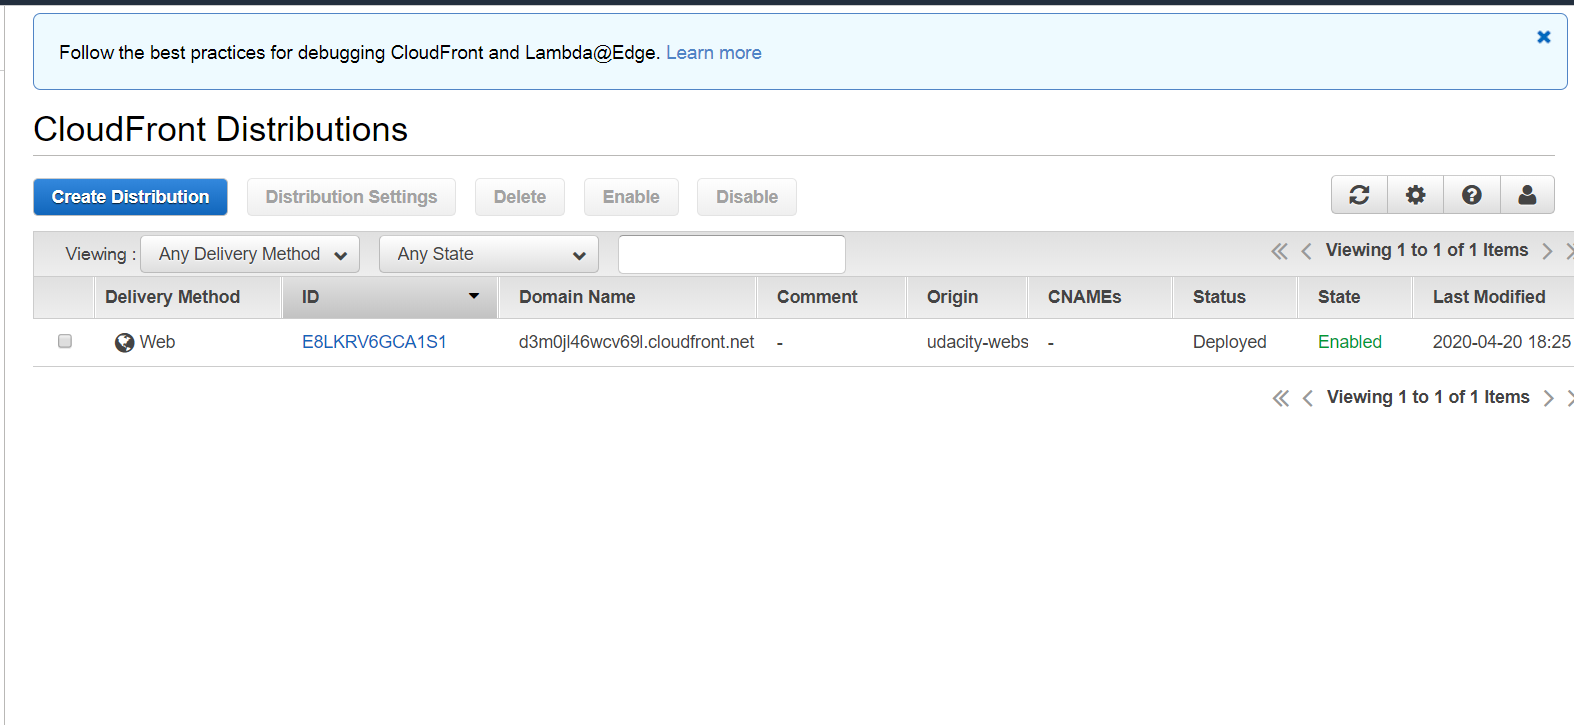 Follow the best practices for debugging CloudFront and Lambda@Edge. Learn more
CloudFront Distributions
Create Distribution Distribution Settings Delete Enable Disable
Viewing : Any Delivery Method Any State Viewing 1 to 1 of 1 Items
Delivery Method ID Domain Name Comment Origin CNAMEs Status State Last Modified
Web E8LKRV6GCA1S1 d3m0jl46wcv69l.cloudfront.net - udacity-webs - Deployed Enabled 2020-04-20 18:25
Viewing 1 to 1 of 1 Items